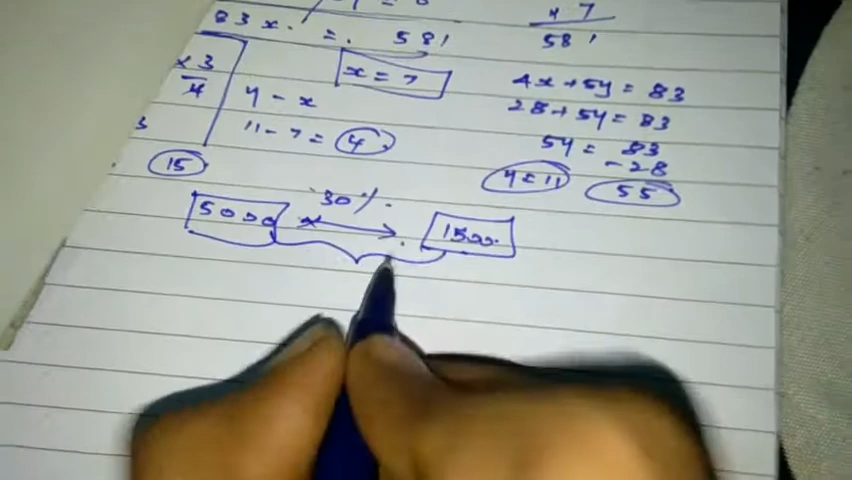 83x = 581
x = 7
x3
4
y - x
11 - 7 = 4
3
15
47
581
4x + 5y = 83
28 + 5y = 83
5y = 83
- 28
y = 11 55
30%.
5000 x 1500.